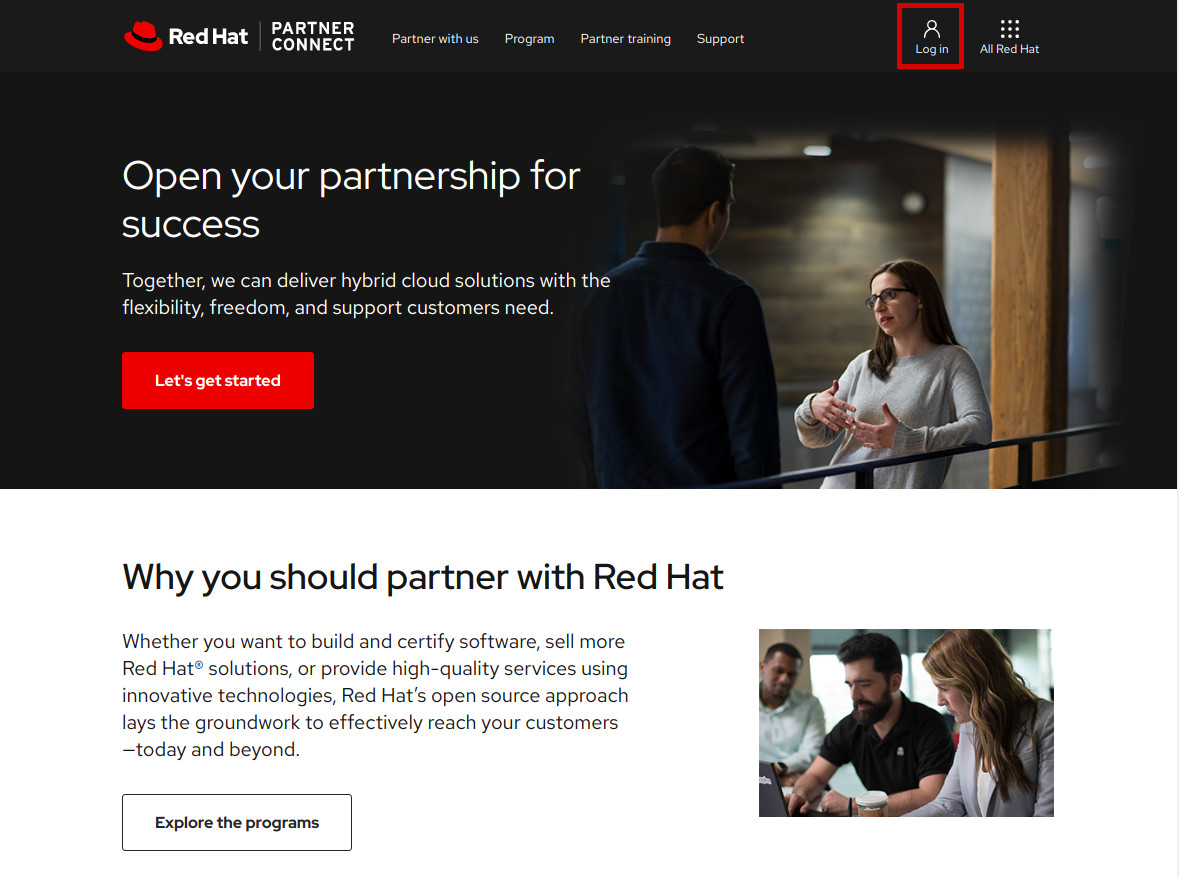 Red Hat
PARTNER
CONNECT
Partner with us
Program
Partner training
Support
Log in
All Red Hat
Open your partnership for
success
Together, we can deliver hybrid cloud solutions with the
flexibility, freedom, and support customers need.
Let's get started
Why you should partner with Red Hat
Whether you want to build and certify software, sell more
Red Hat® solutions, or provide high-quality services using
innovative technologies, Red Hat’s open source approach
lays the groundwork to effectively reach your customers
—today and beyond.
Explore the programs